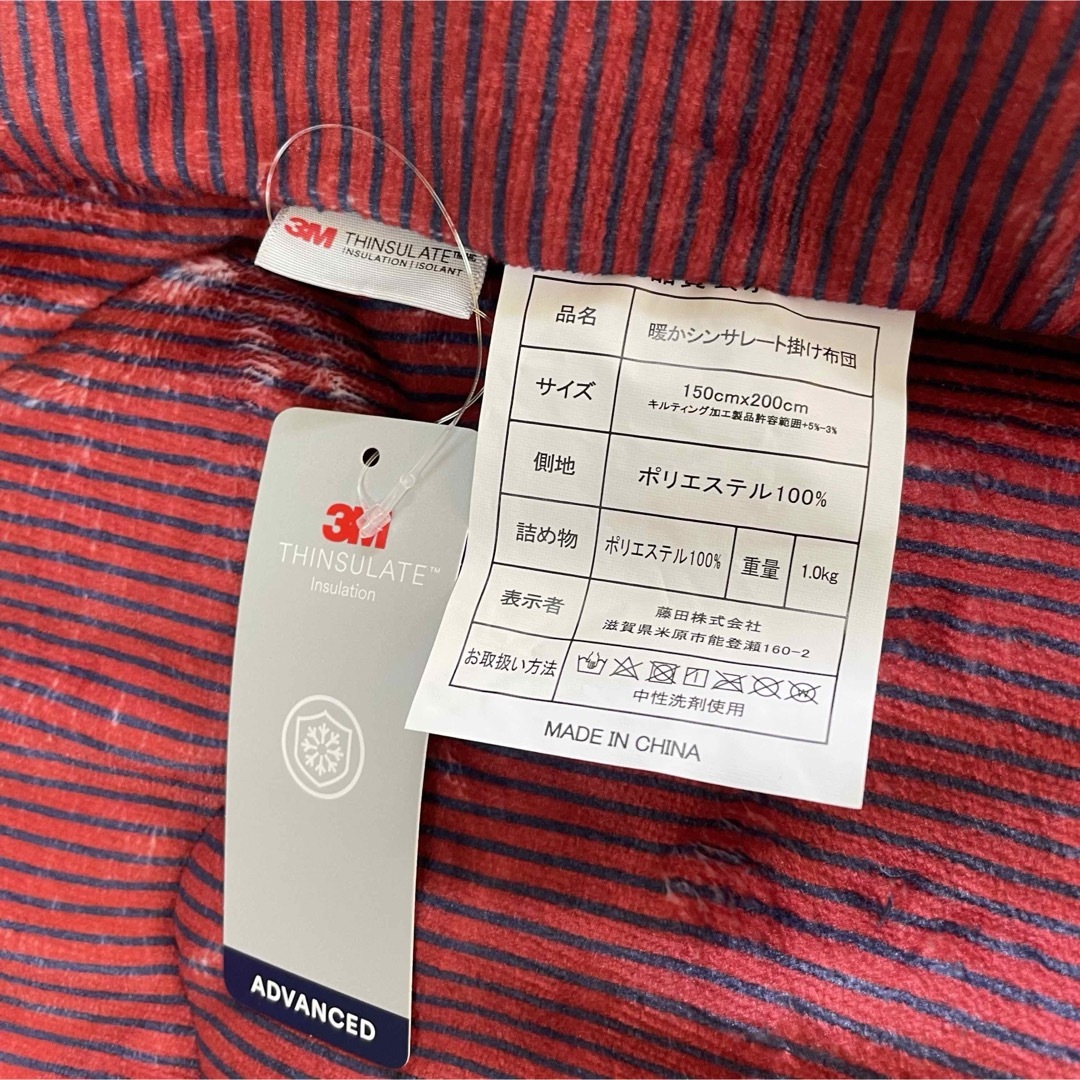 3M THINSULATE™
INSULATION | ISOLANT
3M
THINSULATE™
Insulation
ADVANCED
品名 暖かシンサレート掛け布団
サイズ 150cmx200cm
キルティング加工製品許容範囲+5%-3%
側地 ポリエステル100%
詰め物 ポリエステル100% 重量 1.0kg
表示者 藤田株式会社
滋賀県米原市能登瀬160-2
お取扱い方法
中性洗剤使用
MADE IN CHINA